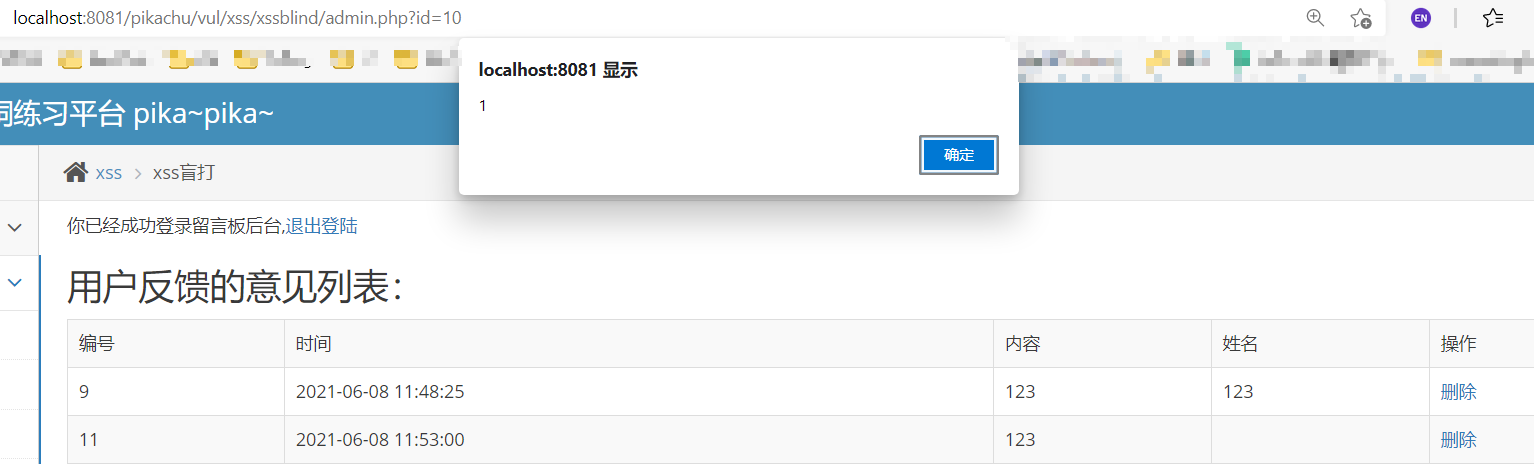 localhost:8081/pikachu/vul/xss/xssblind/admin.php?id=10
EN
localhost:8081 显示
1
确定
练习平台 pika~pika~
xss > xss盲打
你已经成功登录留言板后台,退出登陆
用户反馈的意见列表：
编号 时间 内容 姓名 操作
9 2021-06-08 11:48:25 123 123 删除
11 2021-06-08 11:53:00 123 删除